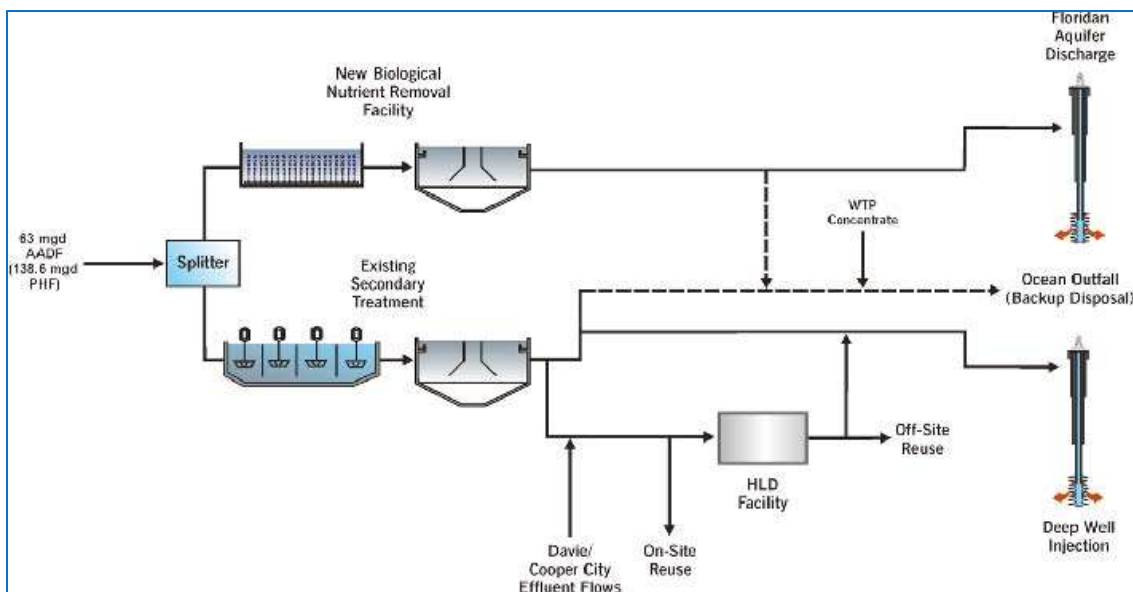 Floridan
Aquifer
Discharge
New Biological
Nutrient Removal
Facility
WTP
Concentrate
63 mgd
AADF
(138.6 mgd
PHF)
Splitter
Existing
Secondary
Treatment
Ocean Outfall
(Backup Disposal)
Off-Site
Reuse
HLD
Facility
Davie/
Cooper City
Effluent Flows
On-Site
Reuse
Deep Well
Injection